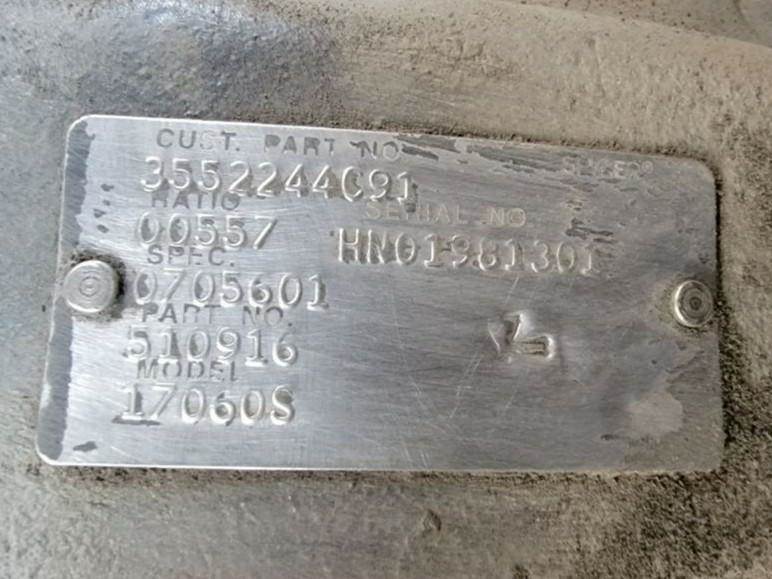 CUST. PART NO
3552244C91
RATIO
SERIAL NO
00557
HN01981301
SPEC.
0705601
PART NO.
510916
MODEL
17060S